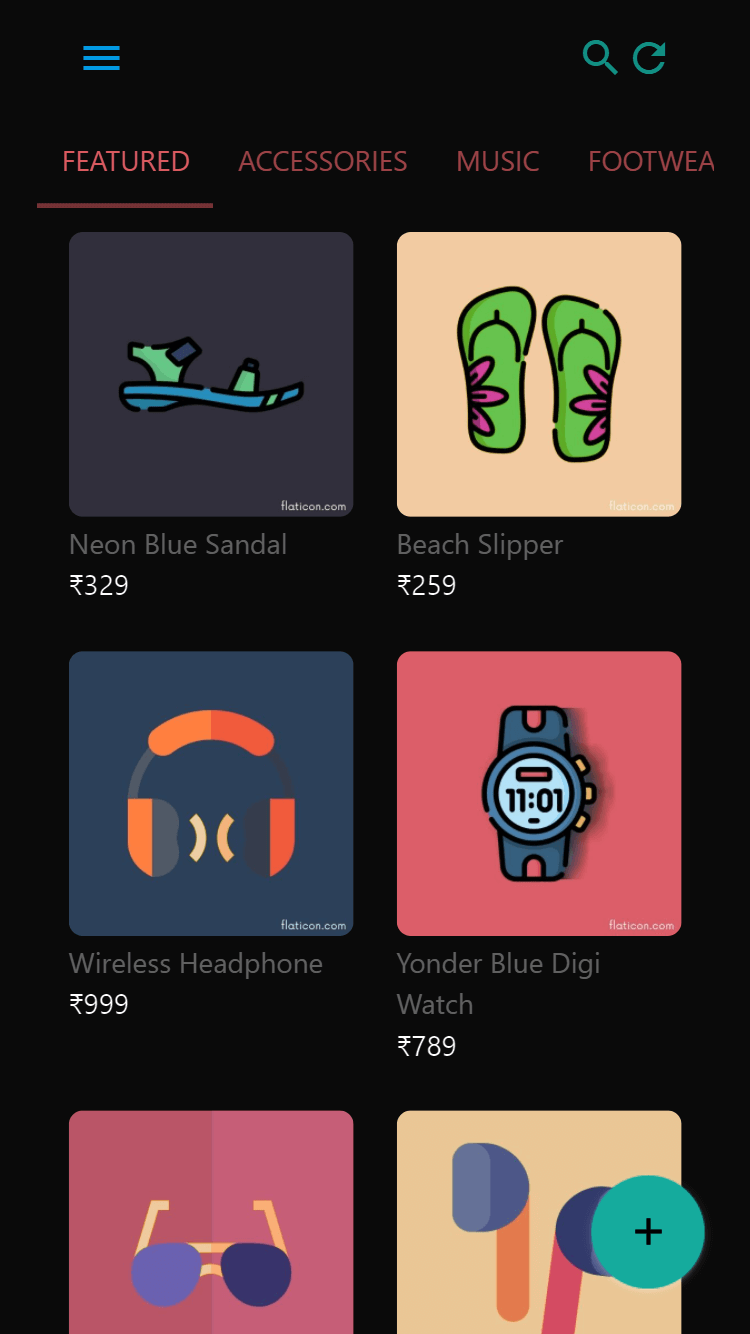 FEATURED ACCESSORIES MUSIC FOOTWEA
flaticon.com
flaticon.com
Neon Blue Sandal
₹329
Beach Slipper
₹259
flaticon.com
11:01
flaticon.com
Wireless Headphone
₹999
Yonder Blue Digi
Watch
₹789